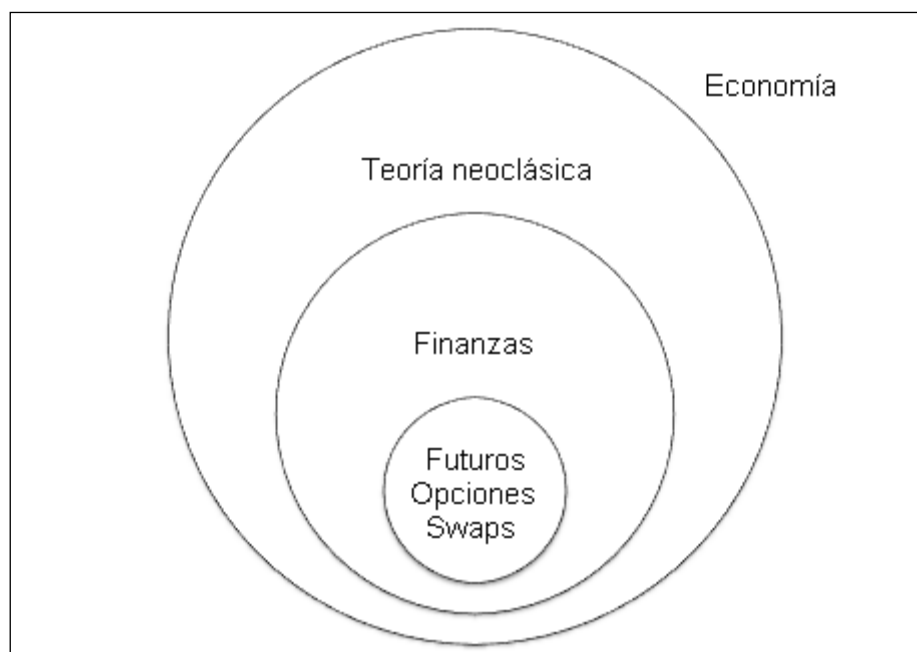 Economía
Teoría neoclásica
Finanzas
Futuros
Opciones
Swaps